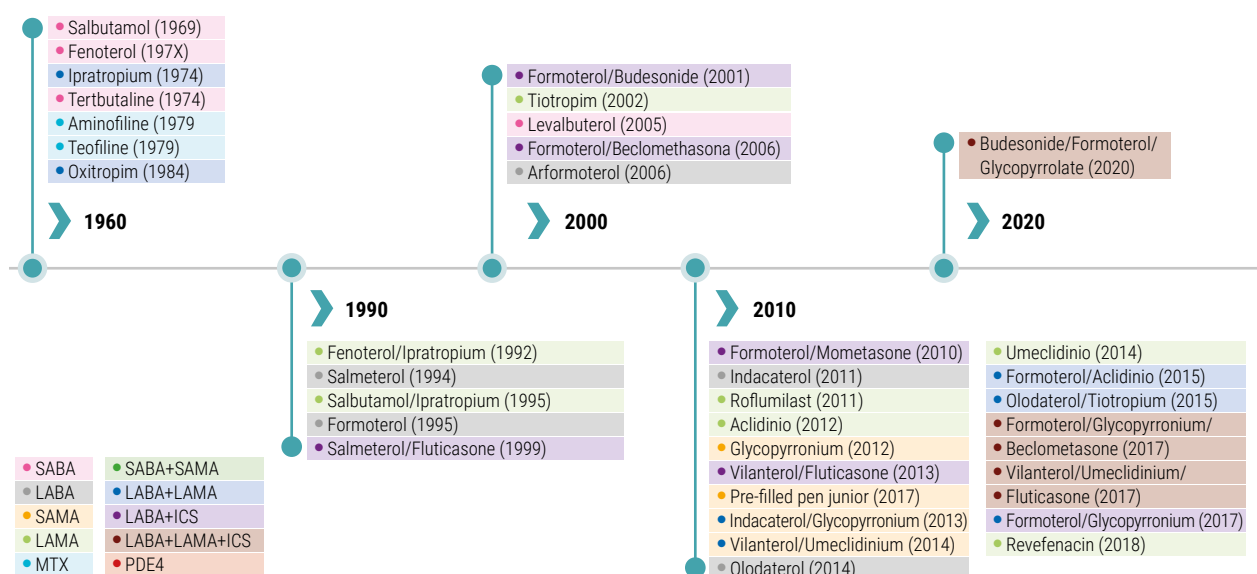 Salbutamol (1969)
Fenoterol (197X)
Ipratropium (1974)
Tertbutaline (1974)
Aminofiline (1979
Teofiline (1979)
Oxitropim (1984)
1960
Formoterol/Budesonide (2001)
Tiotropim (2002)
Levalbuterol (2005)
Formoterol/Beclomethasona (2006)
Arformoterol (2006)
2000
Budesonide/Formoterol/
Glycopyrrolate (2020)
2020
1990
Fenoterol/Ipratropium (1992)
Salmeterol (1994)
Salbutamol/Ipratropium (1995)
Formoterol (1995)
Salmeterol/Fluticasone (1999)
2010
Formoterol/Mometasone (2010)
Indacaterol (2011)
Roflumilast (2011)
Aclidinio (2012)
Glycopyrronium (2012)
Vilanterol/Fluticasone (2013)
Pre-filled pen junior (2017)
Indacaterol/Glycopyrronium (2013)
Vilanterol/Umeclidinium (2014)
Olodaterol (2014)
Umeclidinio (2014)
Formoterol/Aclidinio (2015)
Olodaterol/Tiotropium (2015)
Formoterol/Glycopyrronium/
Beclometasone (2017)
Vilanterol/Umeclidinium/
Fluticasone (2017)
Formoterol/Glycopyrronium (2017)
Revefenacin (2018)
SABA
LABA
SAMA
LAMA
MTX
SABA+SAMA
LABA+LAMA
LABA+ICS
LABA+LAMA+ICS
PDE4